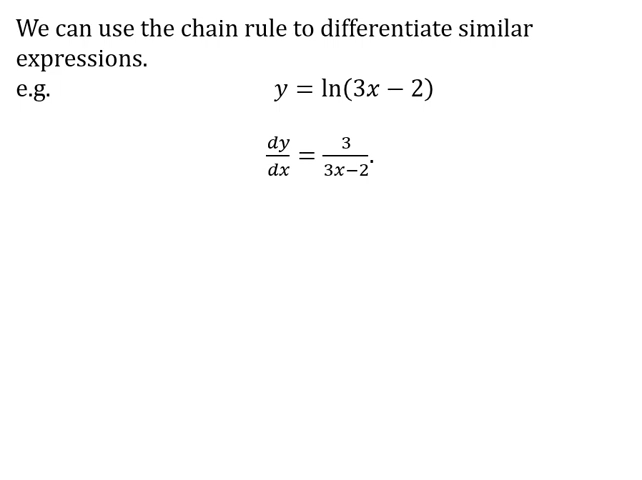 We can use the chain rule to differentiate similar
expressions.
e.g. y = ln(3x − 2)
dy/dx = 3/(3x−2).